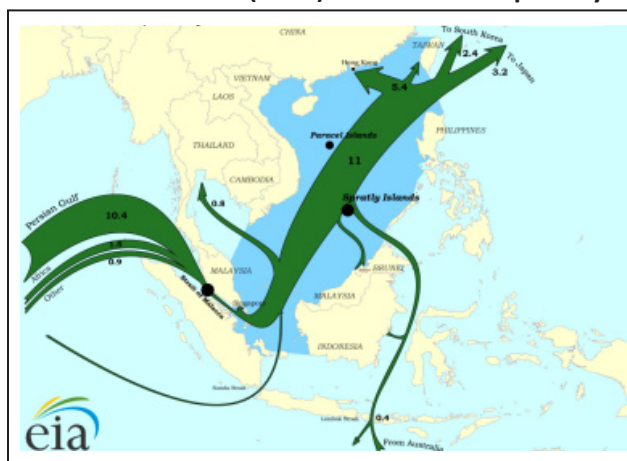 CHINA
To South Korea
TAIWAN
2.4
To Japan
3.2
Hong Kong
5.4
VIETNAM
LAOS
Paracel Islands
PHILIPPINES
THAILAND
11
CAMBODIA
Spratly Islands
Persian Gulf
10.4
0.8
Africa
0.9
Other
MALAYSIA
BRUNEI
Strait of Malacca
Singapore
MALAYSIA
INDONESIA
Sunda Strait
Lombok Strait
0.4
From Australia
eia